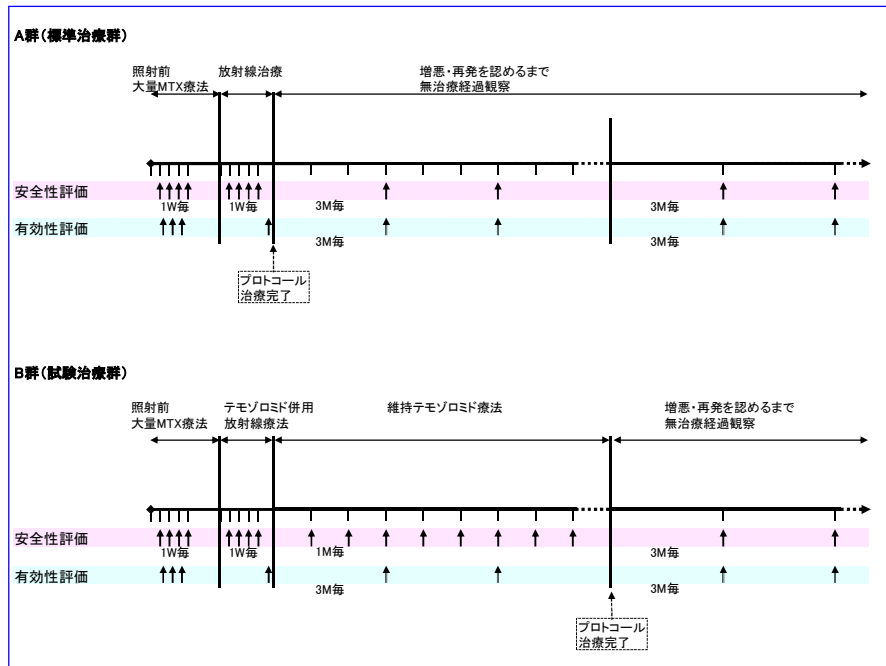 A群（標準治療群）
照射前 放射線治療 増悪・再発を認めるまで
大量MTX療法 無治療経過観察
安全性評価
1W毎 1W毎 3M毎 3M毎
有効性評価
3M毎 3M毎
プロトコール
治療完了
B群（試験治療群）
照射前 テモゾロミド併用 維持テモゾロミド療法 増悪・再発を認めるまで
大量MTX療法 放射線療法 無治療経過観察
安全性評価
1W毎 1W毎 1M毎 3M毎
有効性評価
3M毎 3M毎
プロトコール
治療完了